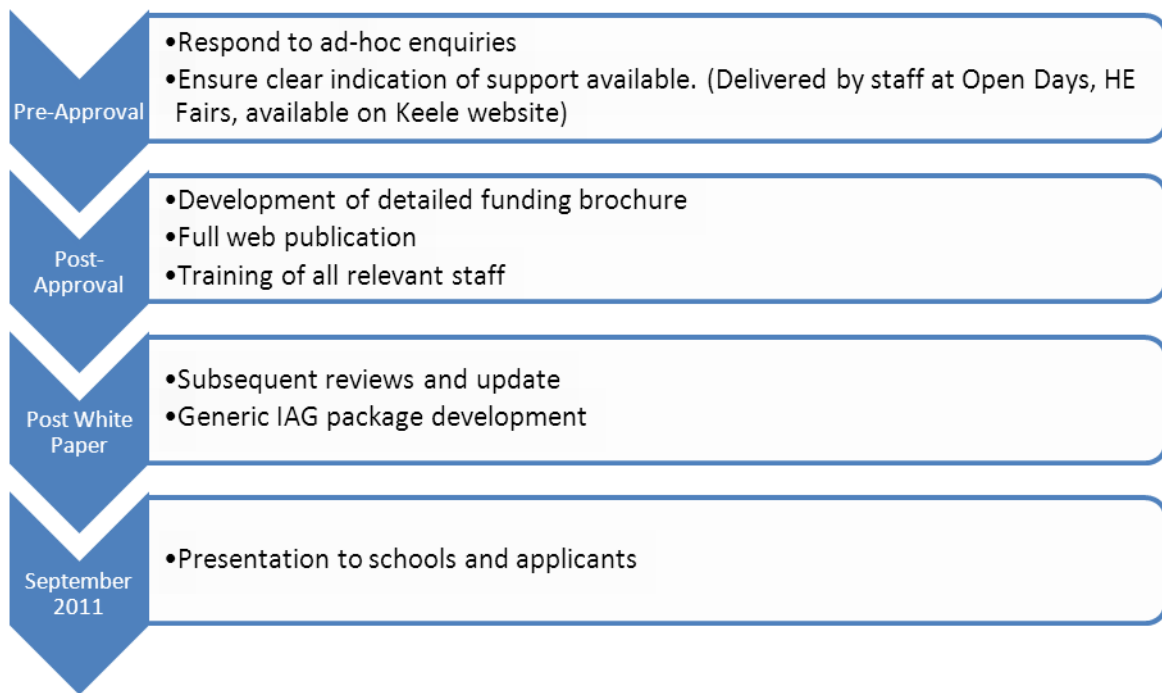 Pre-Approval
•Respond to ad-hoc enquiries
•Ensure clear indication of support available. (Delivered by staff at Open Days, HE
Fairs, available on Keele website)
Post-
Approval
•Development of detailed funding brochure
•Full web publication
•Training of all relevant staff
Post White
Paper
•Subsequent reviews and update
•Generic IAG package development
September
2011
•Presentation to schools and applicants